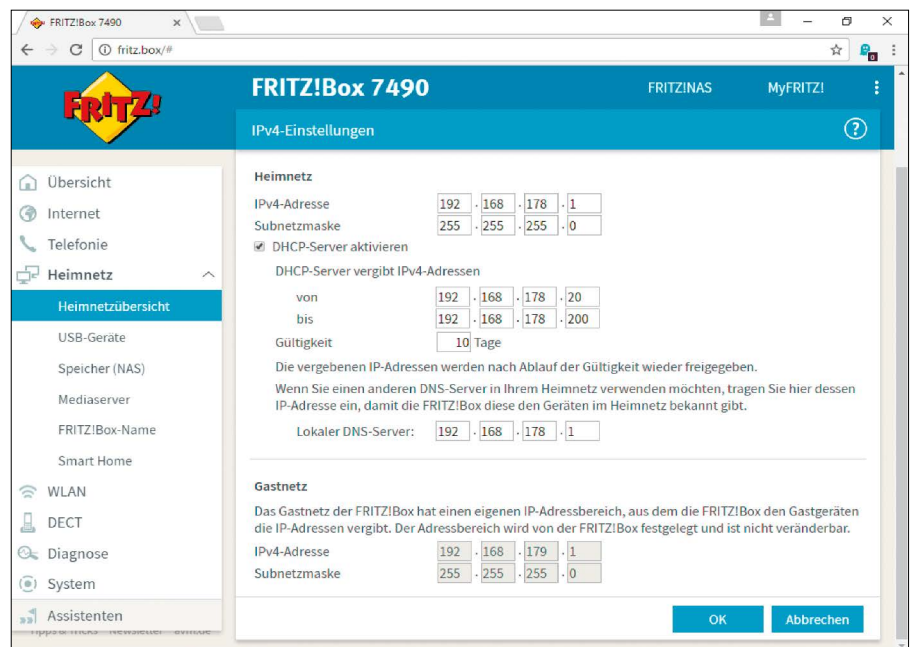 FRITZ!Box 7490
fritz.box/#
FRITZ!
FRITZ!Box 7490
FRITZ!NAS
MyFRITZ!
IPv4-Einstellungen
Übersicht
Internet
Telefonie
Heimnetz
Heimnetzübersicht
USB-Geräte
Speicher (NAS)
Mediaserver
FRITZ!Box-Name
Smart Home
WLAN
DECT
Diagnose
System
Assistenten
Tipps & Tricks Newsletter avm.de
Heimnetz
IPv4-Adresse 192 . 168 . 178 . 1
Subnetzmaske 255 . 255 . 255 . 0
DHCP-Server aktivieren
DHCP-Server vergibt IPv4-Adressen
von 192 . 168 . 178 . 20
bis 192 . 168 . 178 . 200
Gültigkeit 10 Tage
Die vergebenen IP-Adressen werden nach Ablauf der Gültigkeit wieder freigegeben.
Wenn Sie einen anderen DNS-Server in Ihrem Heimnetz verwenden möchten, tragen Sie hier dessen
IP-Adresse ein, damit die FRITZ!Box diese den Geräten im Heimnetz bekannt gibt.
Lokaler DNS-Server: 192 . 168 . 178 . 1
Gastnetz
Das Gastnetz der FRITZ!Box hat einen eigenen IP-Adressbereich, aus dem die FRITZ!Box den Gastgeräten
die IP-Adressen vergibt. Der Adressbereich wird von der FRITZ!Box festgelegt und ist nicht veränderbar.
IPv4-Adresse 192 . 168 . 179 . 1
Subnetzmaske 255 . 255 . 255 . 0
OK
Abbrechen